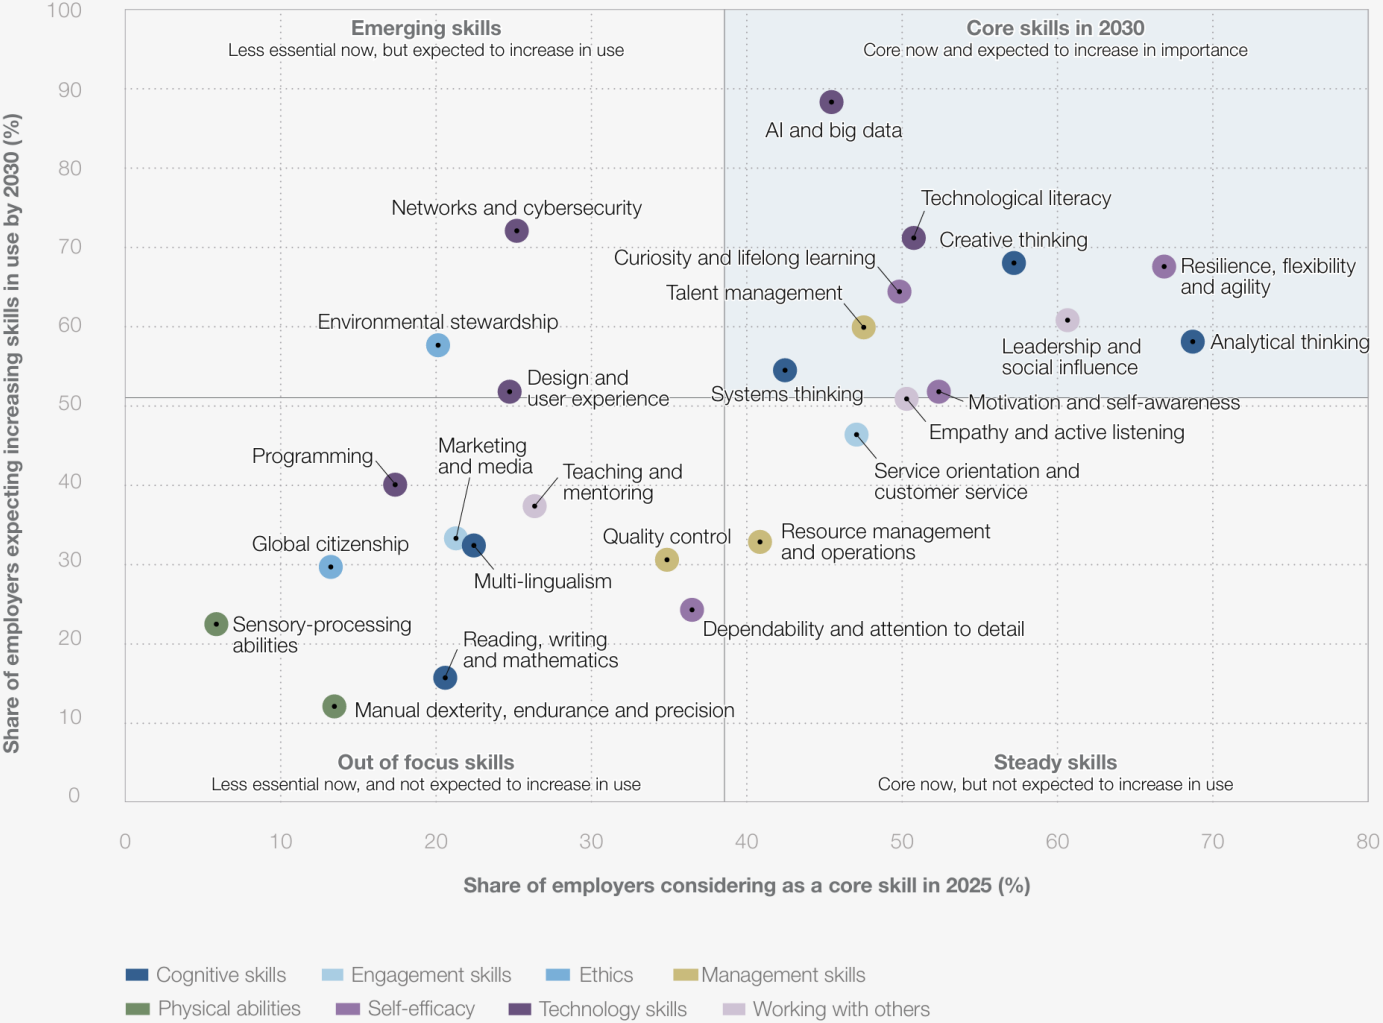 100
Emerging skills
Less essential now, but expected to increase in use
Core skills in 2030
Core now and expected to increase in importance
90
AI and big data
80
Technological literacy
Networks and cybersecurity
70
Creative thinking
Curiosity and lifelong learning
Resilience, flexibility
and agility
Talent management
60
Environmental stewardship
Leadership and
social influence
Analytical thinking
Design and
user experience
Systems thinking
50
Motivation and self-awareness
Empathy and active listening
Marketing
and media
Programming
Teaching and
mentoring
Service orientation and
customer service
40
Quality control
Resource management
and operations
Global citizenship
30
Multi-lingualism
Sensory-processing
abilities
Dependability and attention to detail
20
Reading, writing
and mathematics
Manual dexterity, endurance and precision
10
Out of focus skills
Less essential now, and not expected to increase in use
Steady skills
Core now, but not expected to increase in use
0
Share of employers expecting increasing skills in use by 2030 (%)
0 10 20 30 40 50 60 70 80
Share of employers considering as a core skill in 2025 (%)
Cognitive skills Engagement skills Ethics Management skills
Physical abilities Self-efficacy Technology skills Working with others